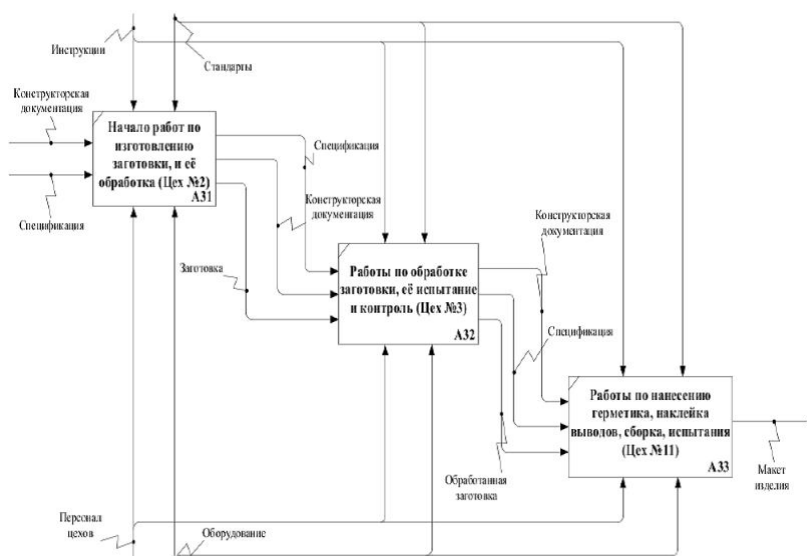 Инструкции
Стандарты
Конструкторская
документация
Начало работ по
изготовлению
заготовки, и её
обработка (Цех №2)
А31
Спецификация
Спецификация
Конструкторская
документация
Заготовка
Работы по обработке
заготовки, её испытание
и контроль (Цех №3)
А32
Конструкторская
документация
Спецификация
Работы по нанесению
герметика, наклейка
выводов, сборка, испытания
(Цех №11)
А33
Обработанная
заготовка
Макет
изделия
Персонал
цехов
Оборудование